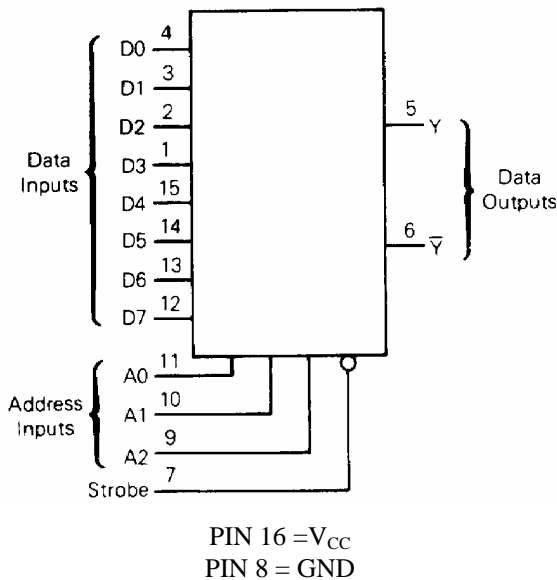 D0 4
D1 3
D2 2
D3 1
D4 15
D5 14
D6 13
D7 12
Data
Inputs
5 Y
6 Y̅
Data
Outputs
A0 11
A1 10
A2 9
Address
Inputs
Strobe 7
PIN 16 =VCC
PIN 8 = GND